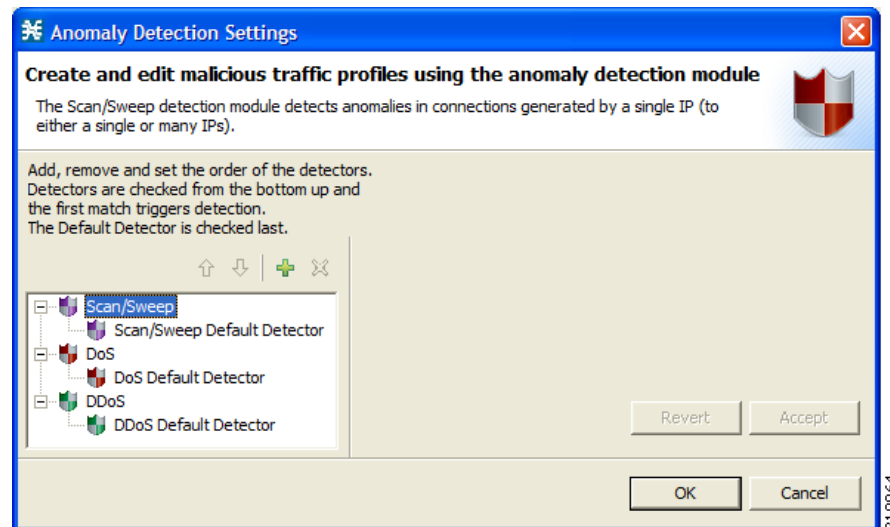 Anomaly Detection Settings
Create and edit malicious traffic profiles using the anomaly detection module
The Scan/Sweep detection module detects anomalies in connections generated by a single IP (to
either a single or many IPs).
Add, remove and set the order of the detectors.
Detectors are checked from the bottom up and
the first match triggers detection.
The Default Detector is checked last.
Scan/Sweep
Scan/Sweep Default Detector
DoS
DoS Default Detector
DDoS
DDoS Default Detector
Revert Accept
OK Cancel